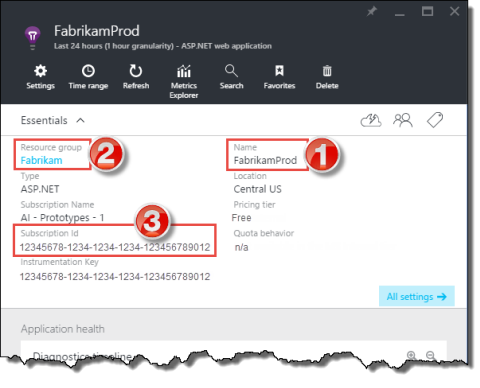 FabrikamProd
Last 24 hours (1 hour granularity) - ASP.NET web application
Settings Time range Refresh Metrics Explorer Search Favorites Delete
Essentials
Resource group Name
Fabrikam 2 FabrikamProd 1
Type Location
ASP.NET Central US
Subscription Name Pricing tier
AI - Prototypes - 1 3 Free
Subscription Id Quota behavior
12345678-1234-1234-1234-123456789012 n/a
Instrumentation Key
12345678-1234-1234-1234-123456789012
All settings →
Application health
Diagnostics timeline